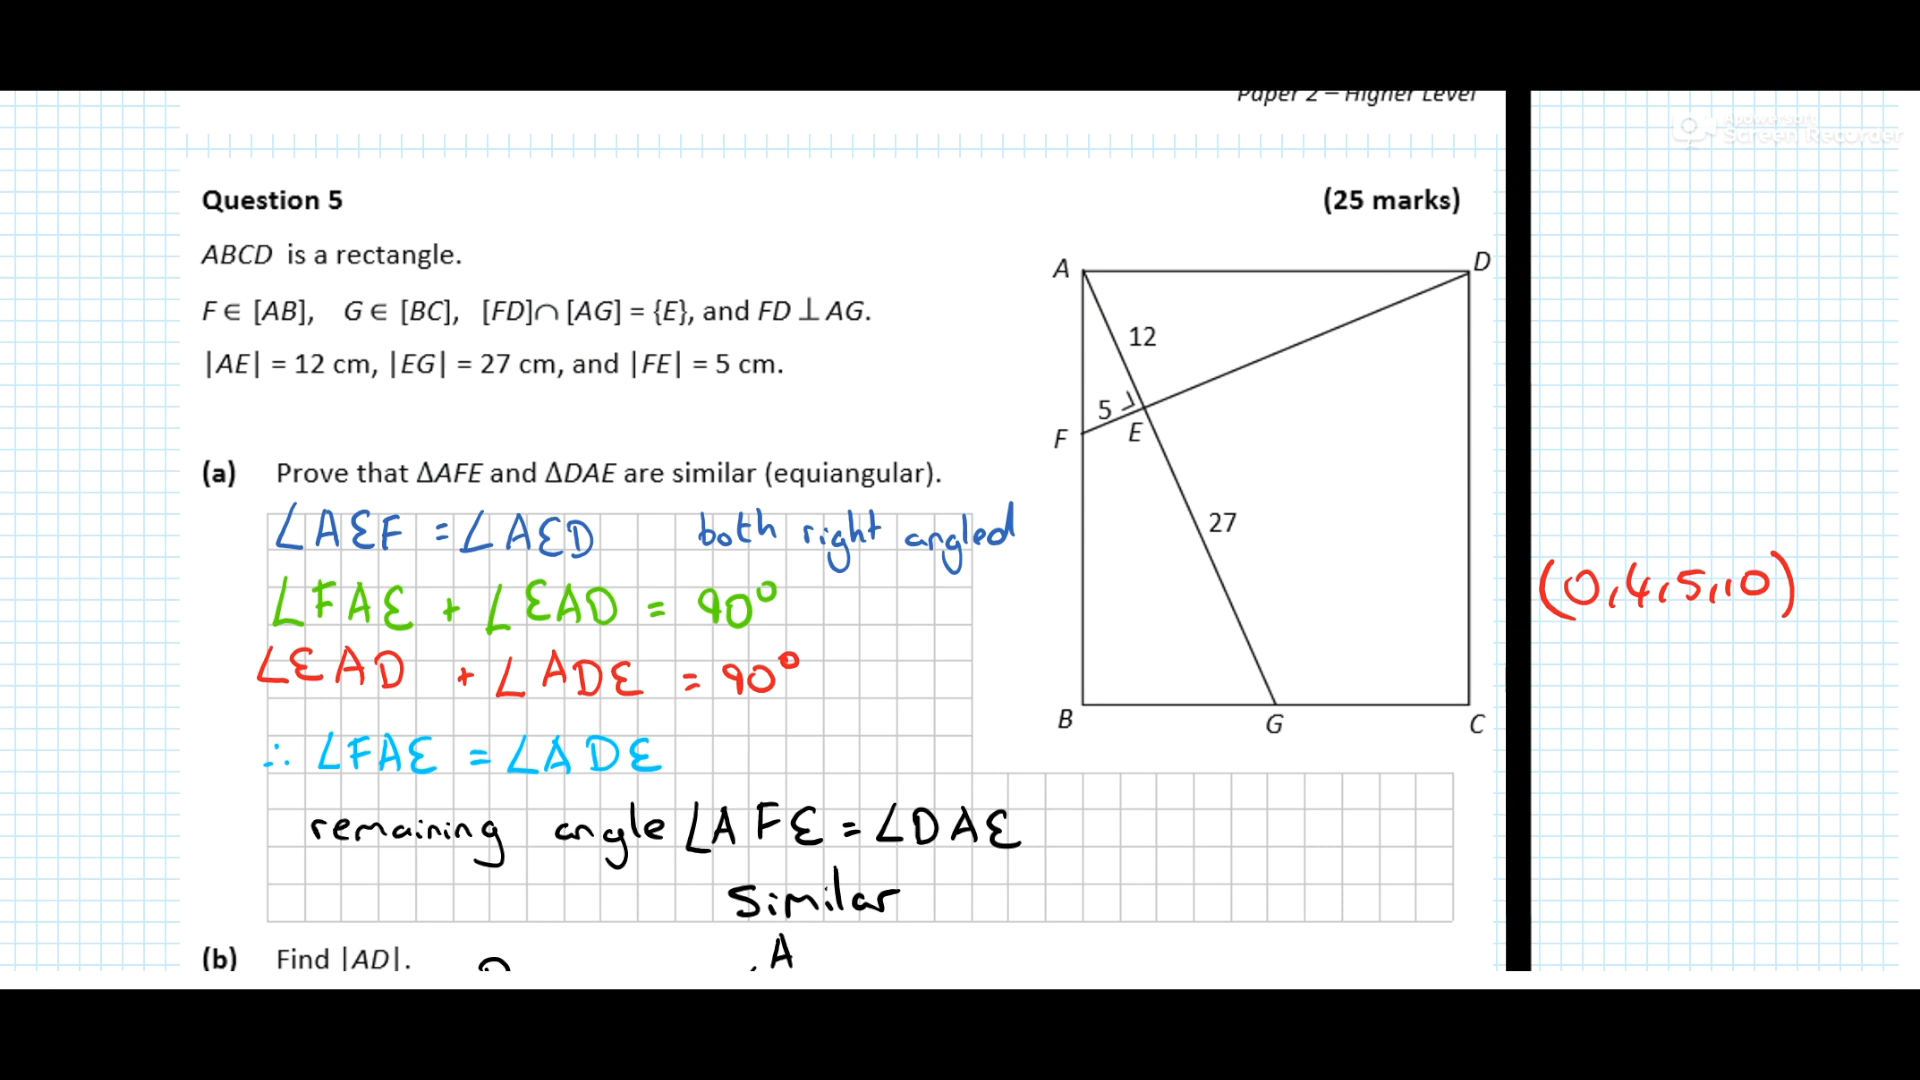 Paper 2 – Higher Level
Apowersoft
Screen Recorder
Question 5 (25 marks)
ABCD is a rectangle.
F ∈ [AB], G ∈ [BC], [FD]∩[AG] = {E}, and FD ⊥ AG.
|AE| = 12 cm, |EG| = 27 cm, and |FE| = 5 cm.
A
D
12
5
F
E
27
B
G
C
(a) Prove that ΔAFE and ΔDAE are similar (equiangular).
∠AEF = ∠AED both right angled
∠FAE + ∠EAD = 90°
∠EAD + ∠ADE = 90°
∴ ∠FAE = ∠ADE
remaining angle ∠AFE = ∠DAE
Similar
(0,4,5,10)
(b) Find |AD|.
A